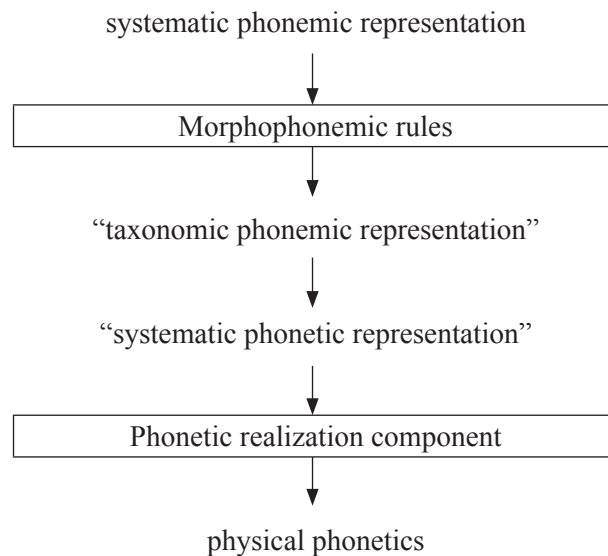 systematic phonemic representation
Morphophonemic rules
“taxonomic phonemic representation”
“systematic phonetic representation”
Phonetic realization component
physical phonetics